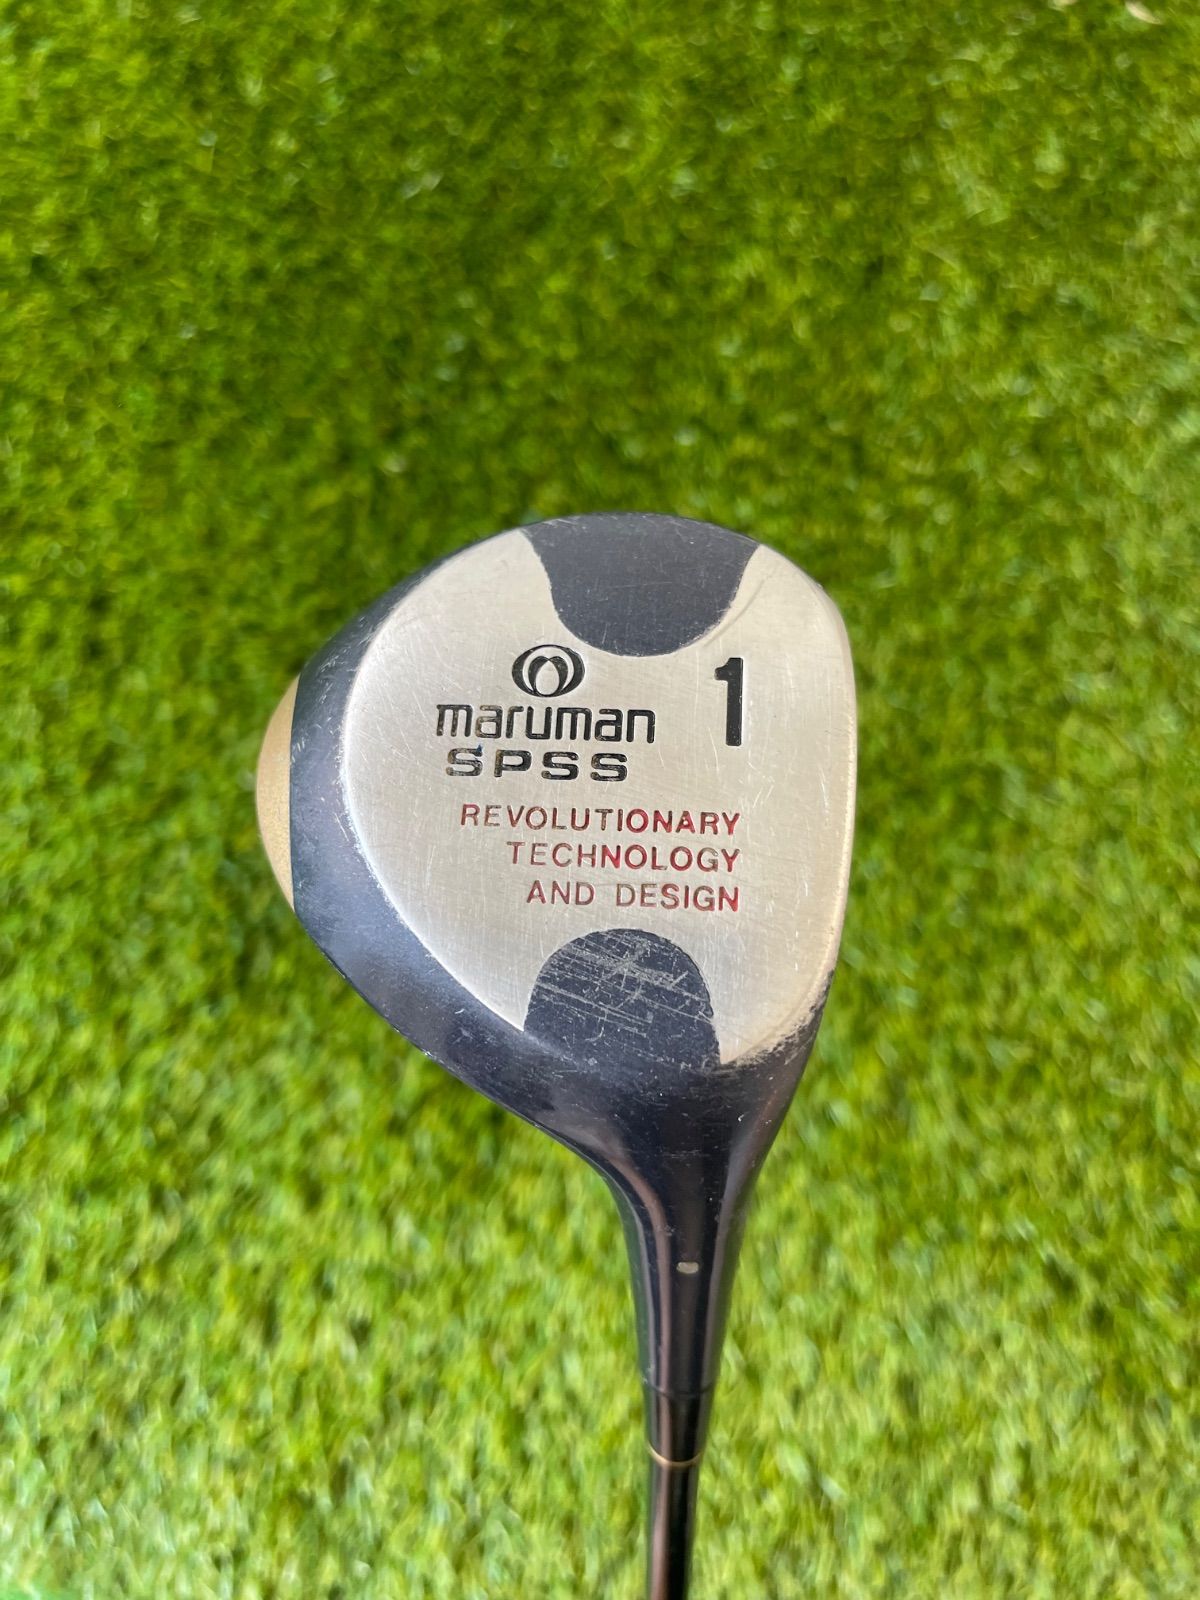 maruman
SPSS
1
REVOLUTIONARY
TECHNOLOGY
AND DESIGN